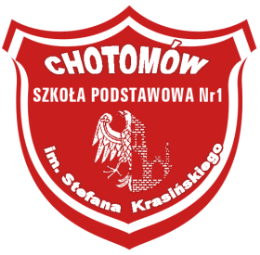 CHOTOMÓW
SZKOŁA PODSTAWOWA Nr1
im. Stefana Krasińskiego